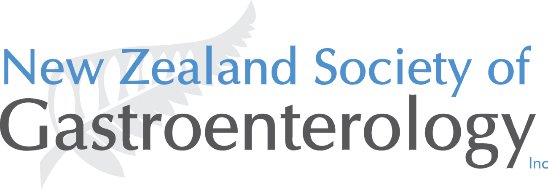 New Zealand Society of
Gastroenterology
Inc